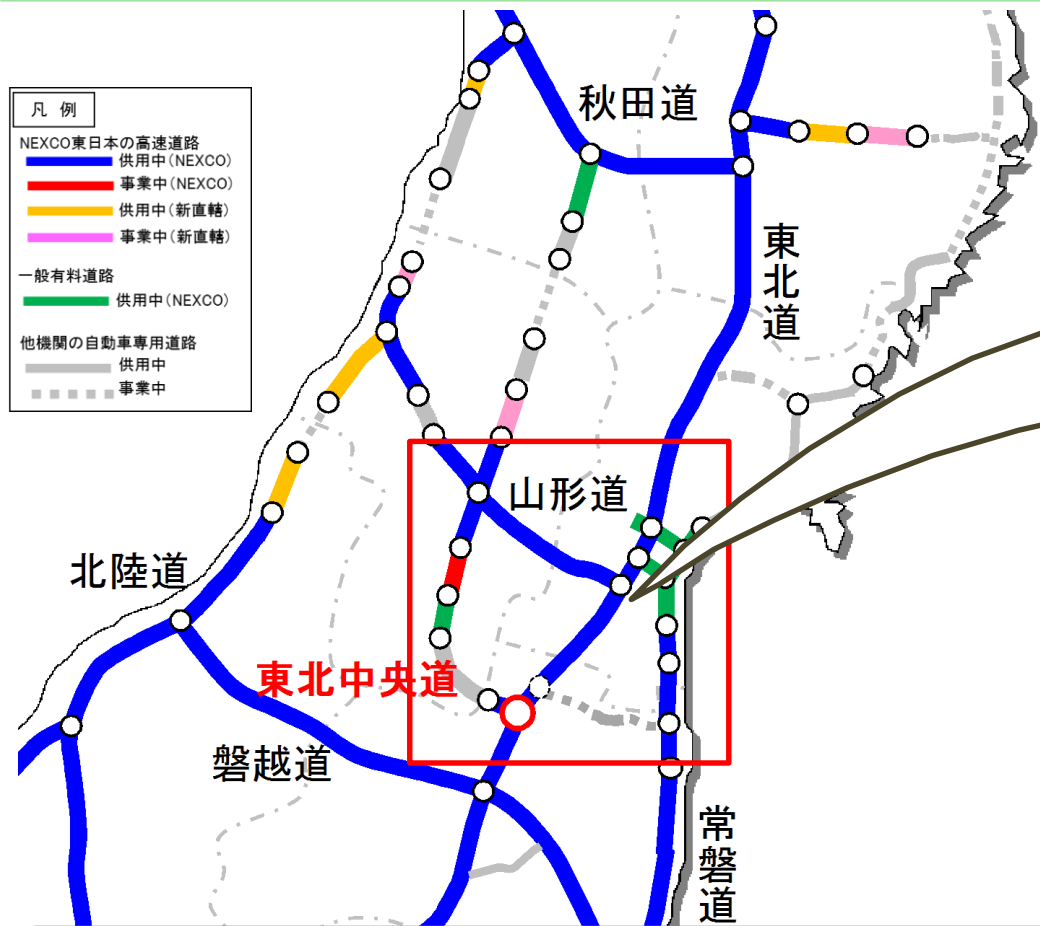 凡 例
NEXCO東日本の高速道路
供用中(NEXCO)
事業中(NEXCO)
供用中(新直轄)
事業中(新直轄)
一般有料道路
供用中(NEXCO)
他機関の自動車専用道路
供用中
事業中
秋田道
東北道
山形道
北陸道
東北中央道
磐越道
常磐道